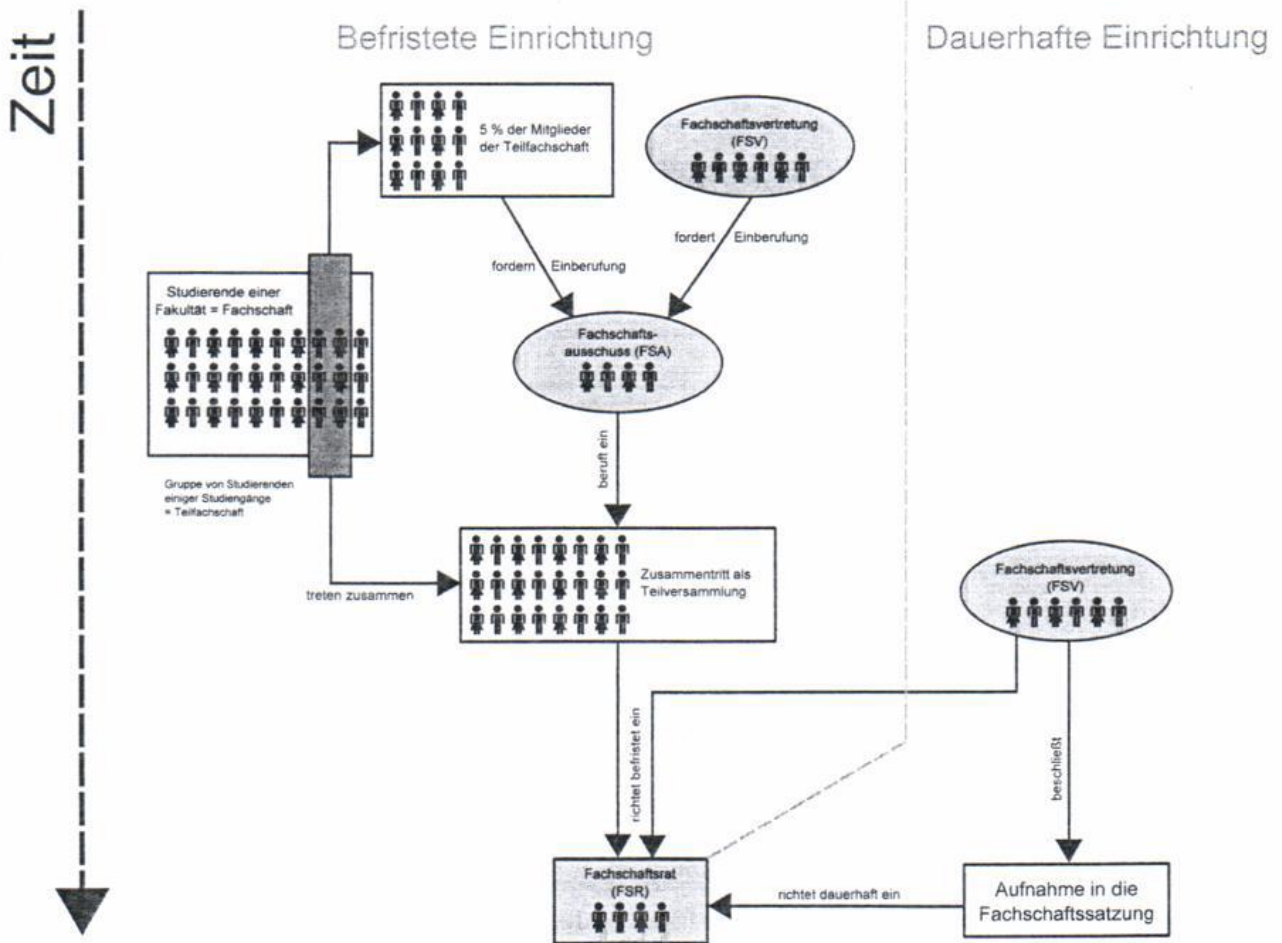 Zeit
Befristete Einrichtung
Dauerhafte Einrichtung
5 % der Mitglieder
der Teilfachschaft
Fachschaftsvertretung
(FSV)
fordern
Einberufung
fordert
Einberufung
Studierende einer
Fakultät = Fachschaft
Gruppe von Studierenden
einiger Studiengänge
= Teilfachschaft
Fachschafts-
ausschuss (FSA)
beruft ein
treten zusammen
Zusammentritt als
Teilversammlung
Fachschaftsvertretung
(FSV)
richtet befristet ein
beschließt
Fachschaftsrat
(FSR)
richtet dauerhaft ein
Aufnahme in die
Fachschaftssatzung